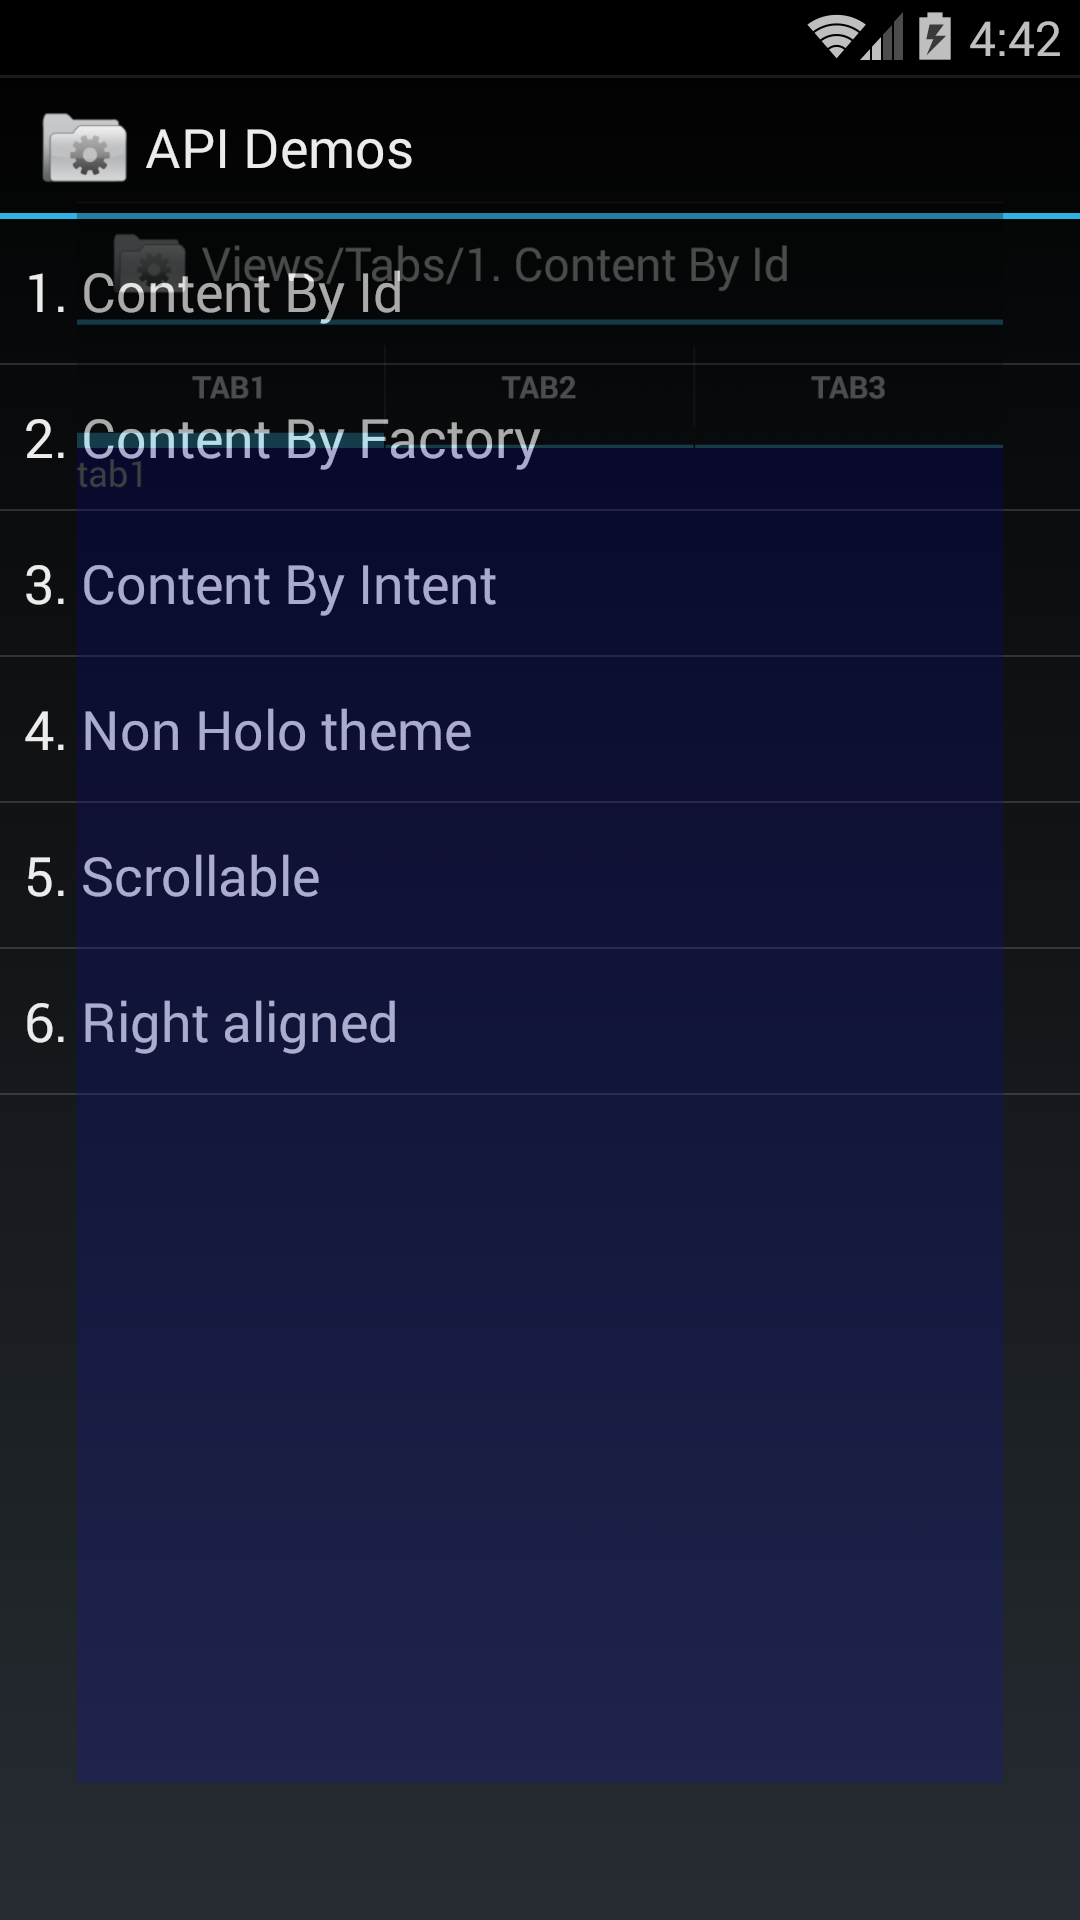 4:42
API Demos
Views/Tabs/1. Content By Id
1. Content By Id
TAB1 TAB2 TAB3
2. Content By Factory
tab1
3. Content By Intent
4. Non Holo theme
5. Scrollable
6. Right aligned